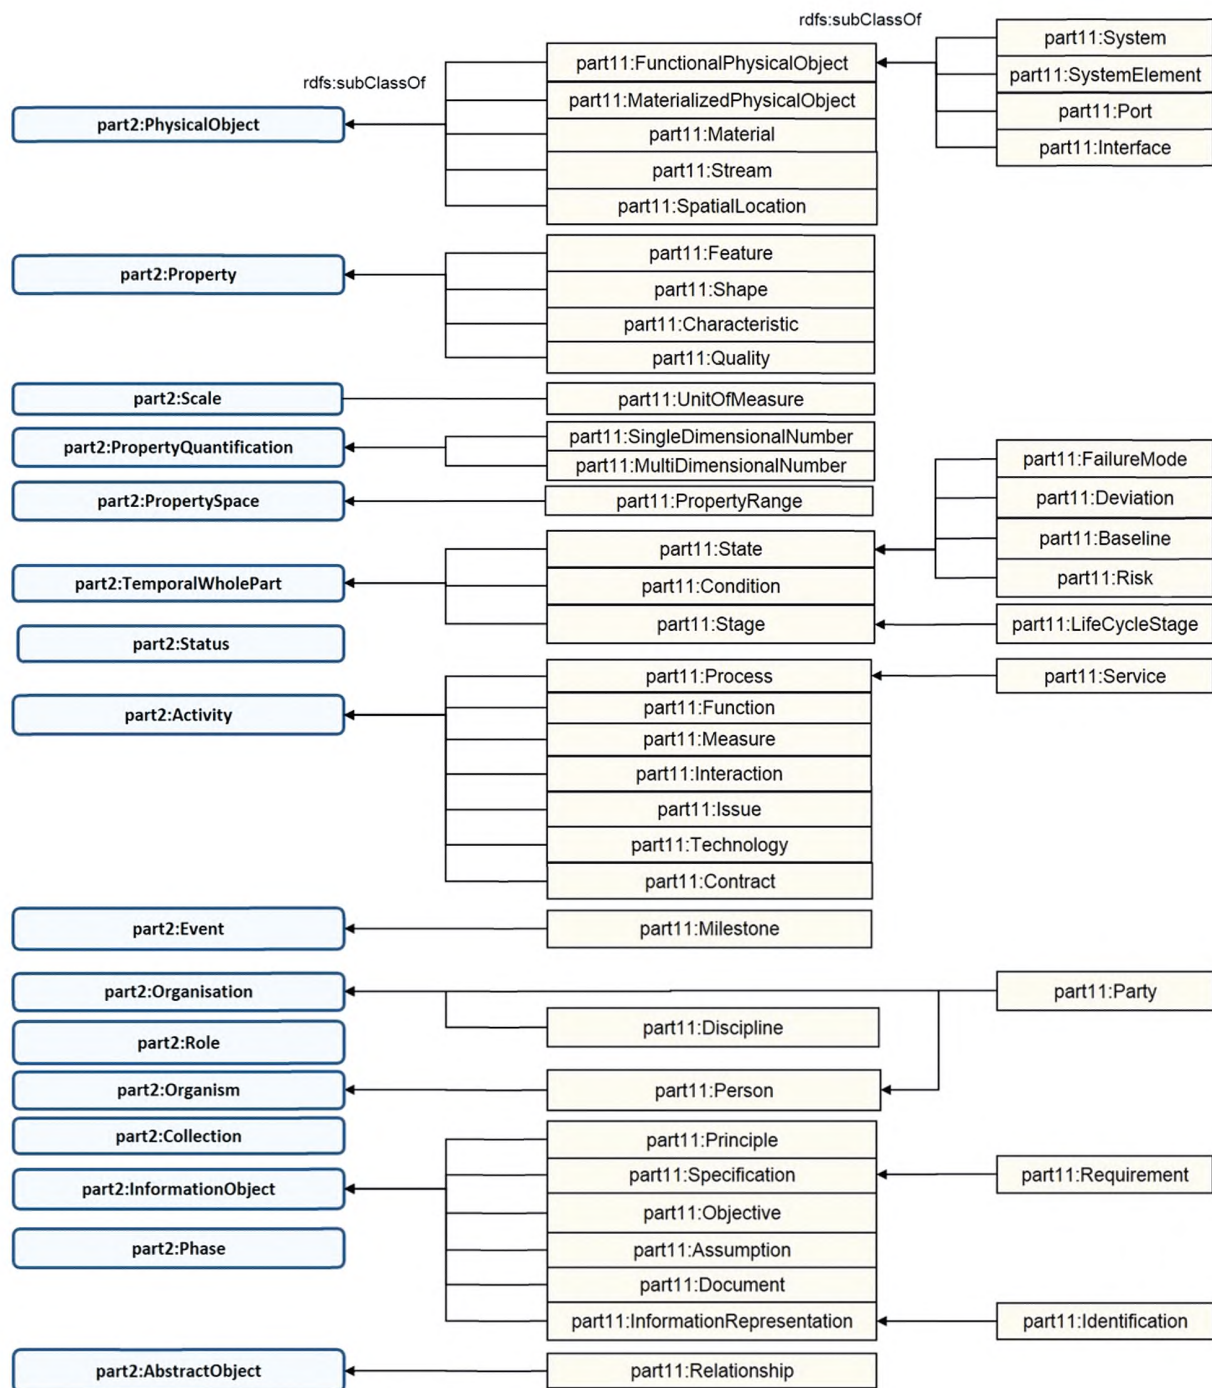 rdfs:subClassOf
part11:System
part11:FunctionalPhysicalObject
part11:SystemElement
rdfs:subClassOf
part11:MaterializedPhysicalObject
part11:Port
part2:PhysicalObject
part11:Material
part11:Interface
part11:Stream
part11:SpatialLocation
part11:Feature
part2:Property
part11:Shape
part11:Characteristic
part11:Quality
part2:Scale
part11:UnitOfMeasure
part2:PropertyQuantification
part11:SingleDimensionalNumber
part11:MultiDimensionalNumber
part11:FailureMode
part2:PropertySpace
part11:PropertyRange
part11:Deviation
part11:State
part11:Baseline
part2:TemporalWholePart
part11:Condition
part11:Risk
part11:Stage
part11:LifeCycleStage
part2:Status
part11:Process
part11:Service
part2:Activity
part11:Function
part11:Measure
part11:Interaction
part11:Issue
part11:Technology
part11:Contract
part2:Event
part11:Milestone
part2:Organisation
part11:Party
part11:Discipline
part2:Role
part2:Organism
part11:Person
part2:Collection
part11:Principle
part11:Specification
part11:Requirement
part2:InformationObject
part11:Objective
part2:Phase
part11:Assumption
part11:Document
part11:InformationRepresentation
part11:Identification
part2:AbstractObject
part11:Relationship